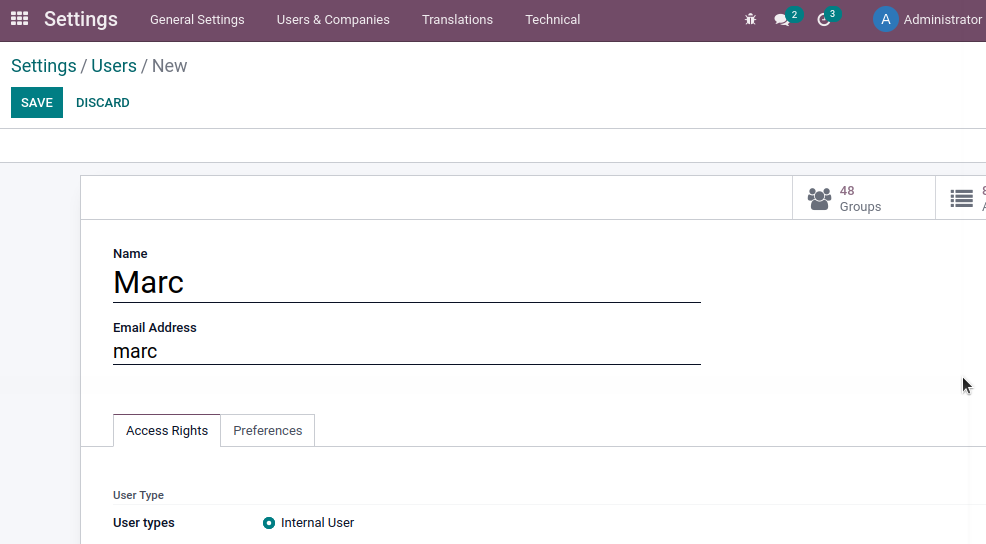 Settings General Settings Users & Companies Translations Technical 2 3 A Administrator
Settings / Users / New
SAVE DISCARD
48
Groups
Name
Marc
Email Address
marc
Access Rights Preferences
User Type
User types Internal User